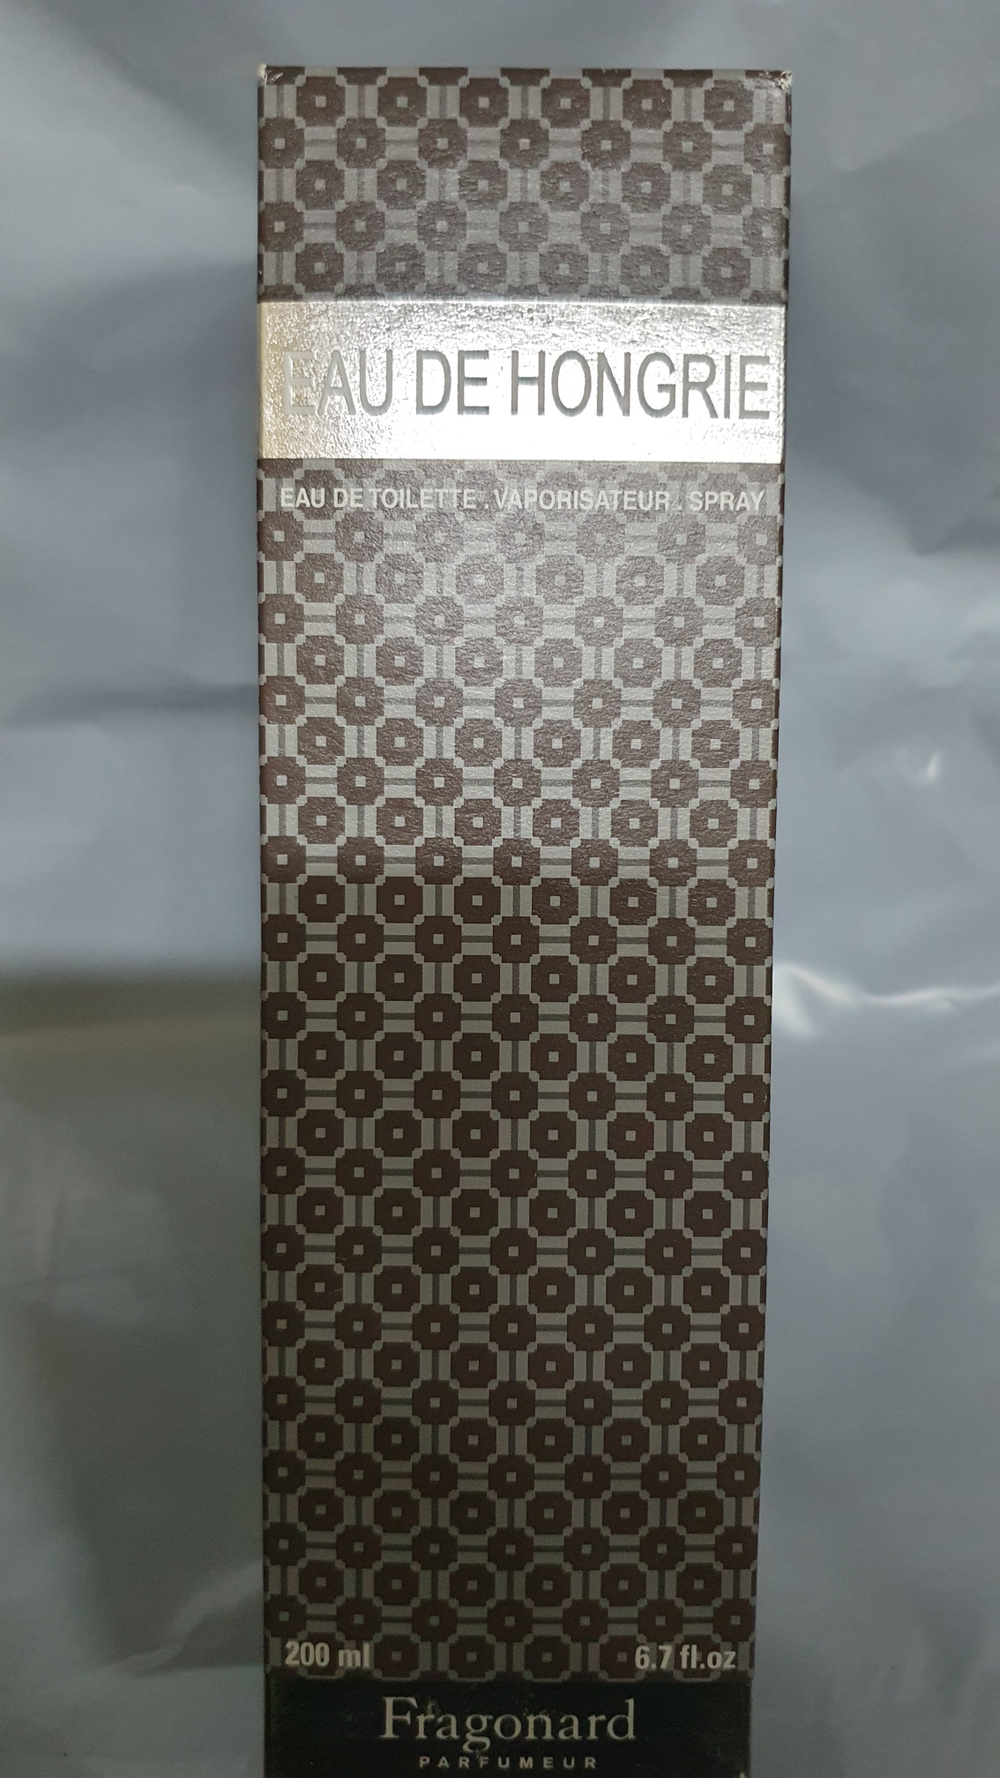 EAU DE HONGRIE
EAU DE TOILETTE . VAPORISATEUR . SPRAY
200 ml 6.7 fl.oz
Fragonard
PARFUMEUR